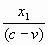 x₁
(c − v)